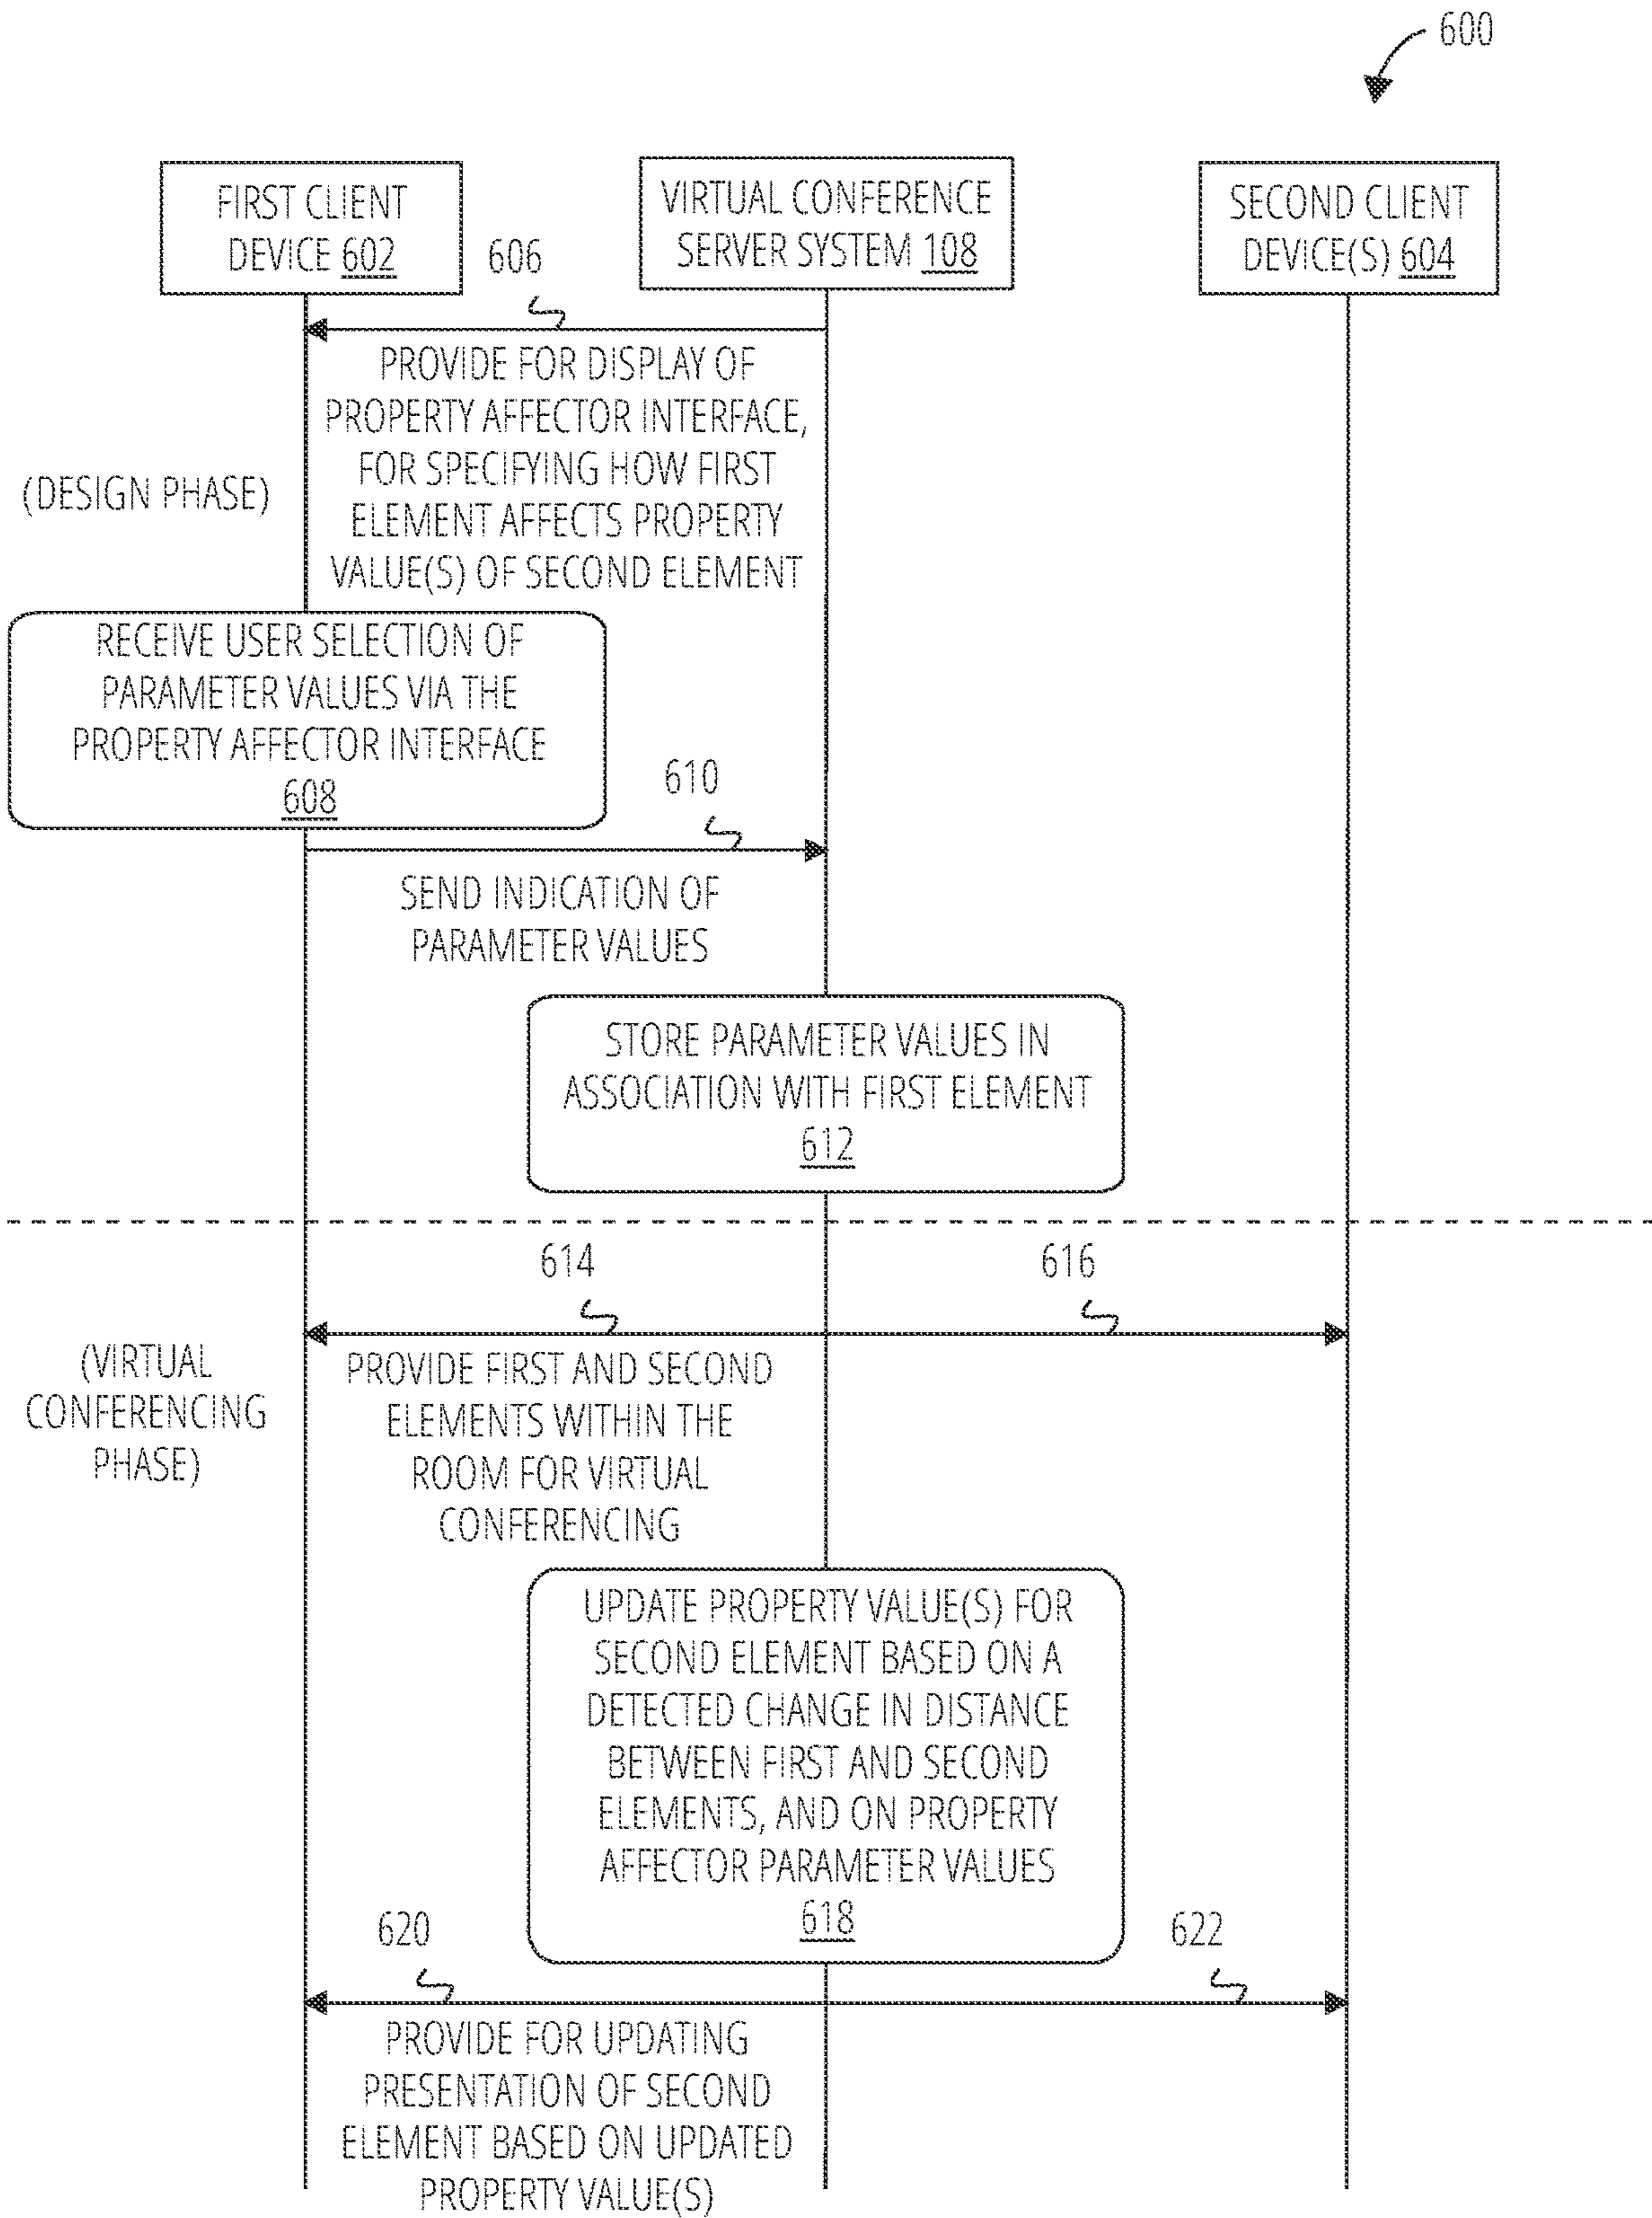 600
FIRST CLIENT
DEVICE 602
VIRTUAL CONFERENCE
SERVER SYSTEM 108
SECOND CLIENT
DEVICE(S) 604
606
PROVIDE FOR DISPLAY OF
PROPERTY AFFECTOR INTERFACE,
FOR SPECIFYING HOW FIRST
ELEMENT AFFECTS PROPERTY
VALUE(S) OF SECOND ELEMENT
(DESIGN PHASE)
RECEIVE USER SELECTION OF
PARAMETER VALUES VIA THE
PROPERTY AFFECTOR INTERFACE
608
610
SEND INDICATION OF
PARAMETER VALUES
STORE PARAMETER VALUES IN
ASSOCIATION WITH FIRST ELEMENT
612
614
616
(VIRTUAL
CONFERENCING
PHASE)
PROVIDE FIRST AND SECOND
ELEMENTS WITHIN THE
ROOM FOR VIRTUAL
CONFERENCING
UPDATE PROPERTY VALUE(S) FOR
SECOND ELEMENT BASED ON A
DETECTED CHANGE IN DISTANCE
BETWEEN FIRST AND SECOND
ELEMENTS, AND ON PROPERTY
AFFECTOR PARAMETER VALUES
618
620
622
PROVIDE FOR UPDATING
PRESENTATION OF SECOND
ELEMENT BASED ON UPDATED
PROPERTY VALUE(S)